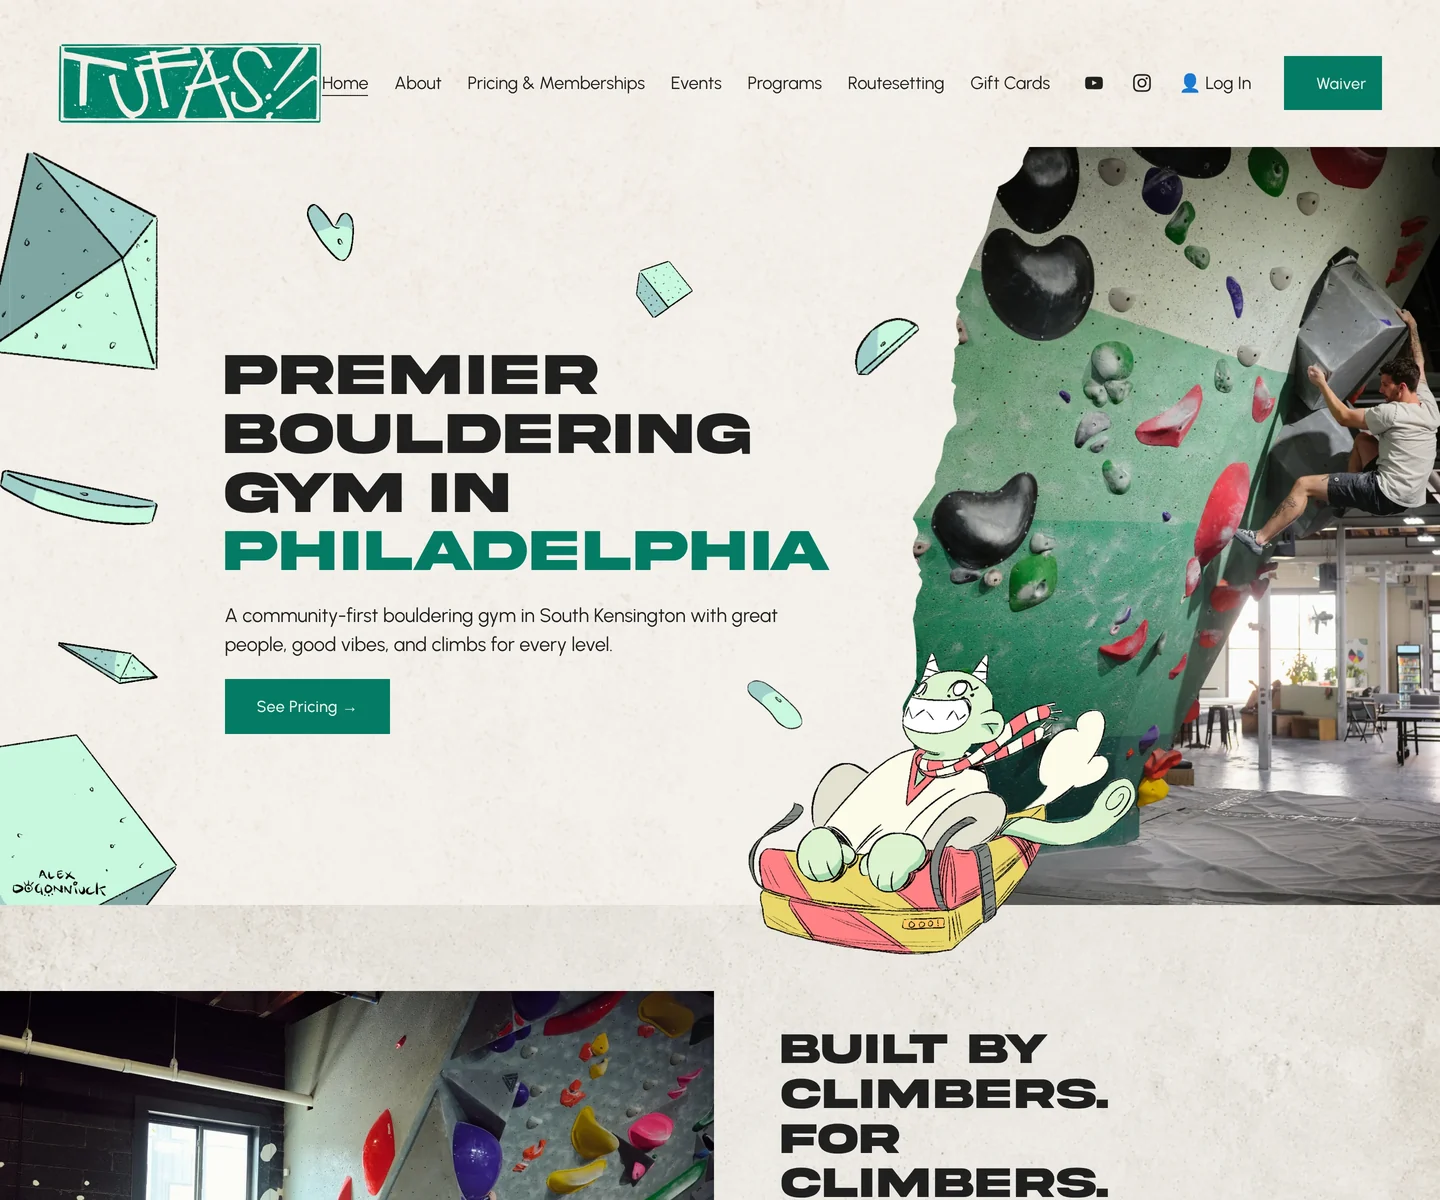 TUFAS!!
Home
About
Pricing & Memberships
Events
Programs
Routesetting
Gift Cards
Log In
Waiver
PREMIER
BOULDERING
GYM IN
PHILADELPHIA
A community-first bouldering gym in South Kensington with great
people, good vibes, and climbs for every level.
See Pricing →
ALEX
DOGONNIUCK
BUILT BY
CLIMBERS.
FOR
CLIMBERS.